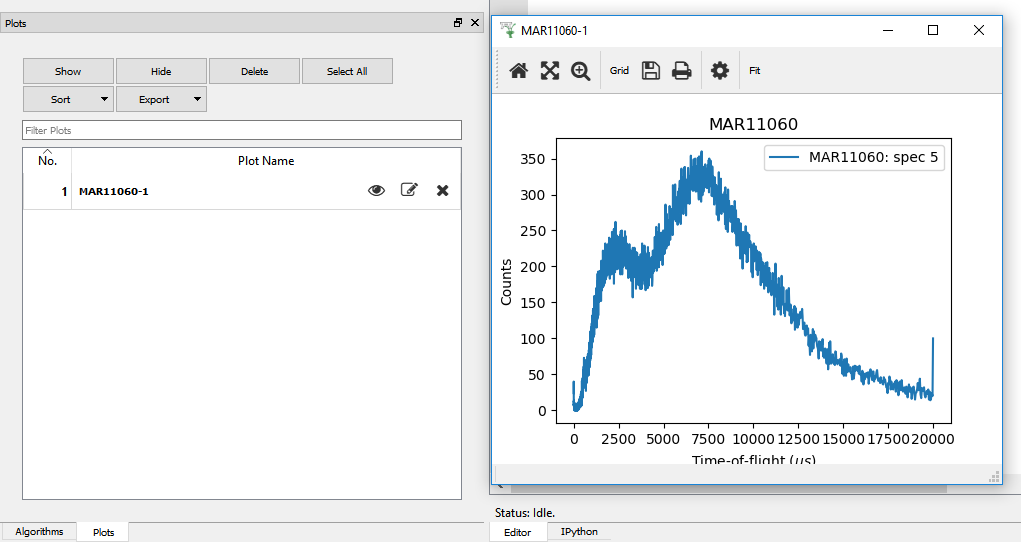 Plots
Show
Hide
Delete
Select All
Sort
Export
Filter Plots
No.
Plot Name
1
MAR11060-1
Algorithms
Plots
MAR11060-1
Grid
Fit
MAR11060
MAR11060: spec 5
350
300
250
200
150
100
50
0
Counts
0 2500 5000 7500 10000 12500 15000 17500 20000
Time-of-flight (μs)
Status: Idle.
Editor
IPython